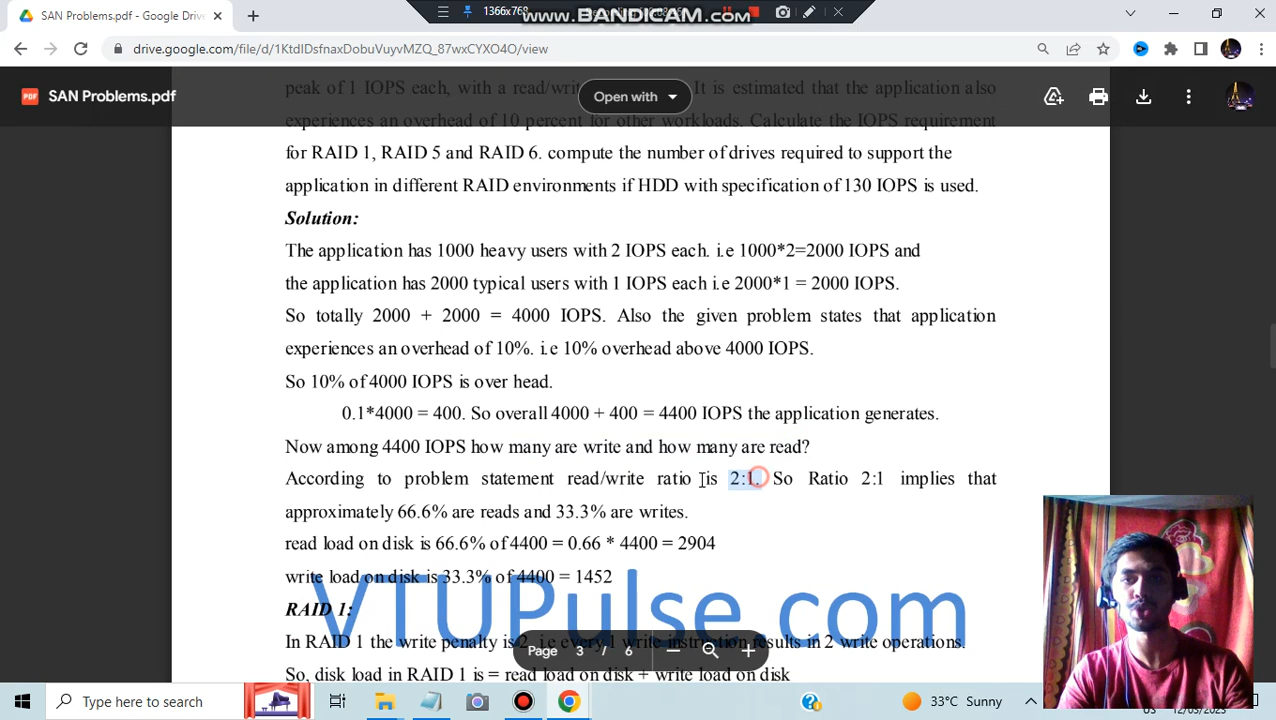 SAN Problems.pdf - Google Drive
1366x768
www.BANDICAM.com
drive.google.com/file/d/1KtdIDsfnaxDobuVuyvMZQ_87wxCYXO4O/view
PDF
SAN Problems.pdf
Open with
peak of 1 IOPS each, with a It is estimated that the application also
experiences an overhead of 10 percent for other workloads. Calculate the IOPS requirement
for RAID 1, RAID 5 and RAID 6. compute the number of drives required to support the
application in different RAID environments if HDD with specification of 130 IOPS is used.
Solution:
The application has 1000 heavy users with 2 IOPS each. i.e 1000*2=2000 IOPS and
the application has 2000 typical users with 1 IOPS each i.e 2000*1 = 2000 IOPS.
So totally 2000 + 2000 = 4000 IOPS. Also the given problem states that application
experiences an overhead of 10%. i.e 10% overhead above 4000 IOPS.
So 10% of 4000 IOPS is over head.
0.1*4000 = 400. So overall 4000 + 400 = 4400 IOPS the application generates.
Now among 4400 IOPS how many are write and how many are read?
According to problem statement read/write ratio is 2:1. So Ratio 2:1 implies that
approximately 66.6% are reads and 33.3% are writes.
read load on disk is 66.6% of 4400 = 0.66 * 4400 = 2904
write load on disk is 33.3% of 4400 = 1452
VTUPulse.com
RAID 1:
In RAID 1 the write penalty is 2, i.e every 1 write instruction results in 2 write operations.
Page 3 / 6
So, disk load in RAID 1 is = read load on disk + write load on disk
Type here to search
33°C Sunny
12/03/2023